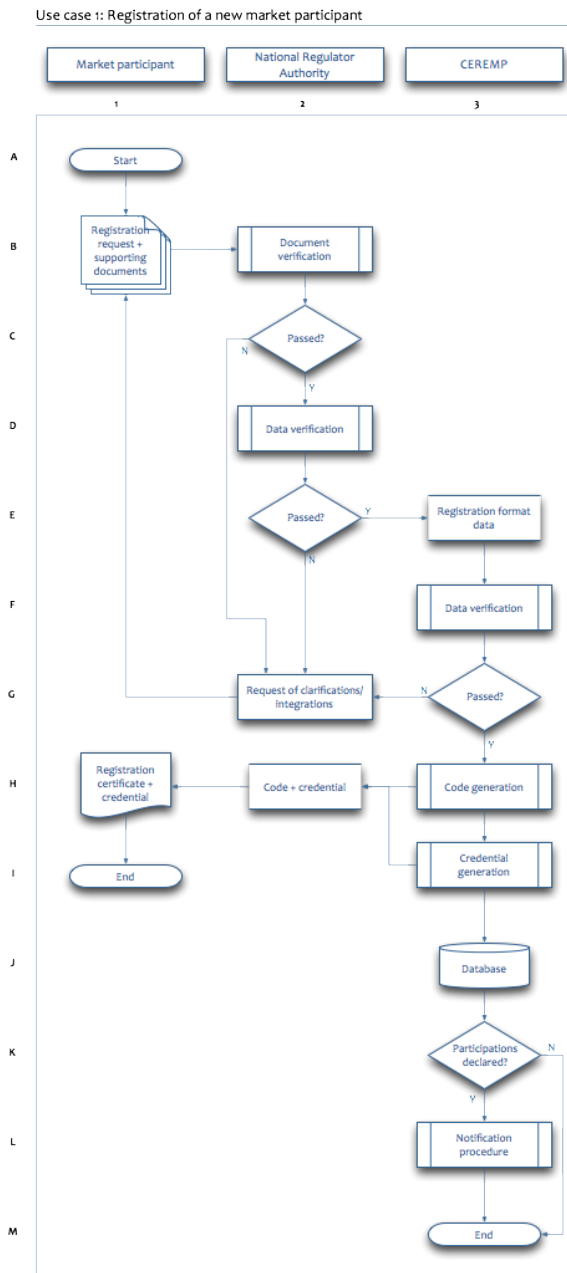 Use case 1: Registration of a new market participant
Market participant
National Regulator
Authority
CEREMP
1
2
3
A
Start
B
Registration
request +
supporting
documents
Document
verification
C
Passed?
N
Y
D
Data verification
E
Passed?
Y
N
Registration format
data
F
Data verification
G
Request of clarifications/
integrations
N
Passed?
Y
H
Registration
certificate +
credential
Code + credential
Code generation
I
End
Credential
generation
J
Database
K
Participations
declared?
N
Y
L
Notification
procedure
M
End